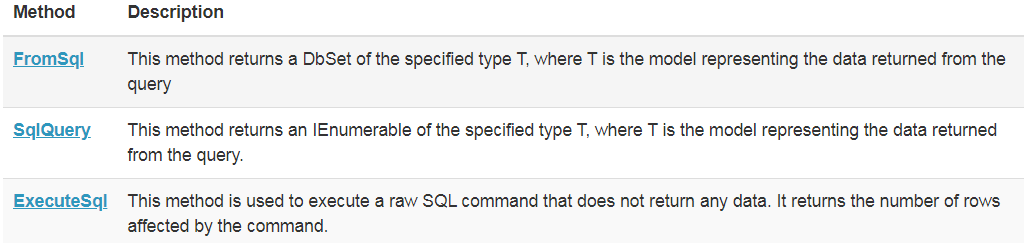 Method Description
FromSql This method returns a DbSet of the specified type T, where T is the model representing the data returned from the
query
SqlQuery This method returns an IEnumerable of the specified type T, where T is the model representing the data returned
from the query.
ExecuteSql This method is used to execute a raw SQL command that does not return any data. It returns the number of rows
affected by the command.